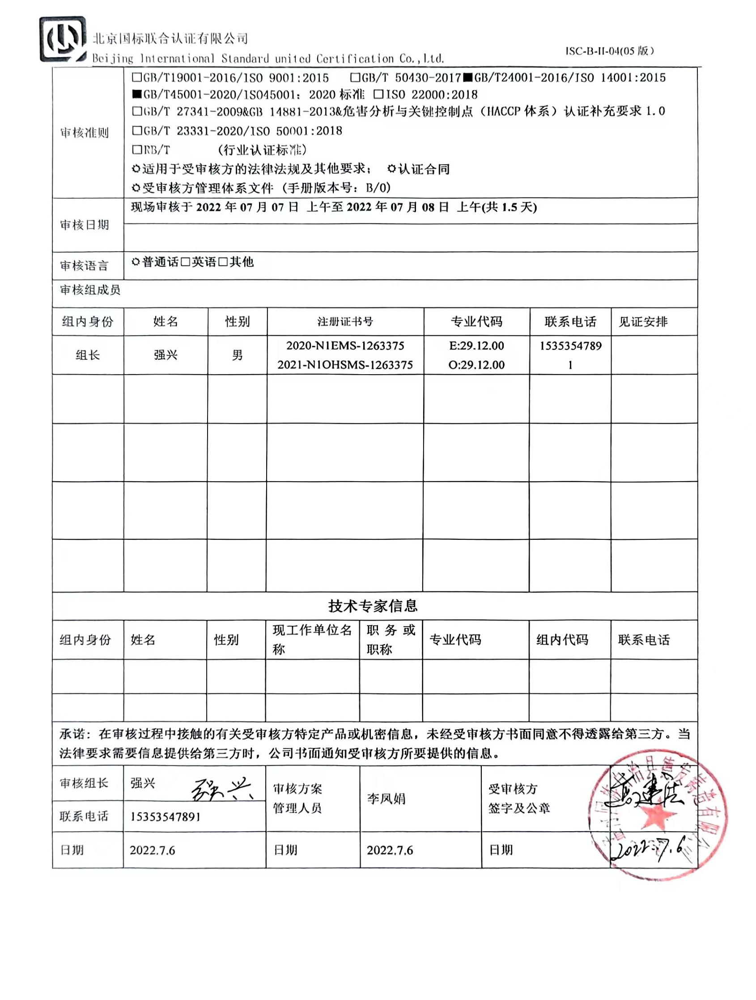 北京国标联合认证有限公司
Beijing International Standard united Certification Co.,Ltd.
ISC-B-II-04(05版)
审核准则
□GB/T19001-2016/ISO 9001:2015 □GB/T 50430-2017■GB/T24001-2016/ISO 14001:2015
■GB/T45001-2020/ISO45001：2020标准 □ISO 22000:2018
□GB/T 27341-2009&GB 14881-2013&危害分析与关键控制点（HACCP体系）认证补充要求 1.0
□GB/T 23331-2020/ISO 50001:2018
□RB/T （行业认证标准）
✡适用于受审核方的法律法规及其他要求； ✡认证合同
✡受审核方管理体系文件（手册版本号：B/0）
审核日期
现场审核于 2022 年 07 月 07 日 上午至 2022 年 07 月 08 日 上午(共 1.5 天)
审核语言
✡普通话□英语□其他
审核组成员
组内身份 姓名 性别 注册证书号 专业代码 联系电话 见证安排
组长 强兴 男 2020-N1EMS-1263375 E:29.12.00 1535354789
2021-N1OHSMS-1263375 O:29.12.00 1
技术专家信息
组内身份 姓名 性别 现工作单位名称 职务或职称 专业代码 组内代码 联系电话
承诺：在审核过程中接触的有关受审核方特定产品或机密信息，未经受审核方书面同意不得透露给第三方。当
法律要求需要信息提供给第三方时，公司书面通知受审核方所要提供的信息。
审核组长 强兴 强兴
审核方案管理人员 李凤娟
受审核方签字及公章
联系电话 15353547891
日期 2022.7.6 日期 2022.7.6 日期 2022.7.6